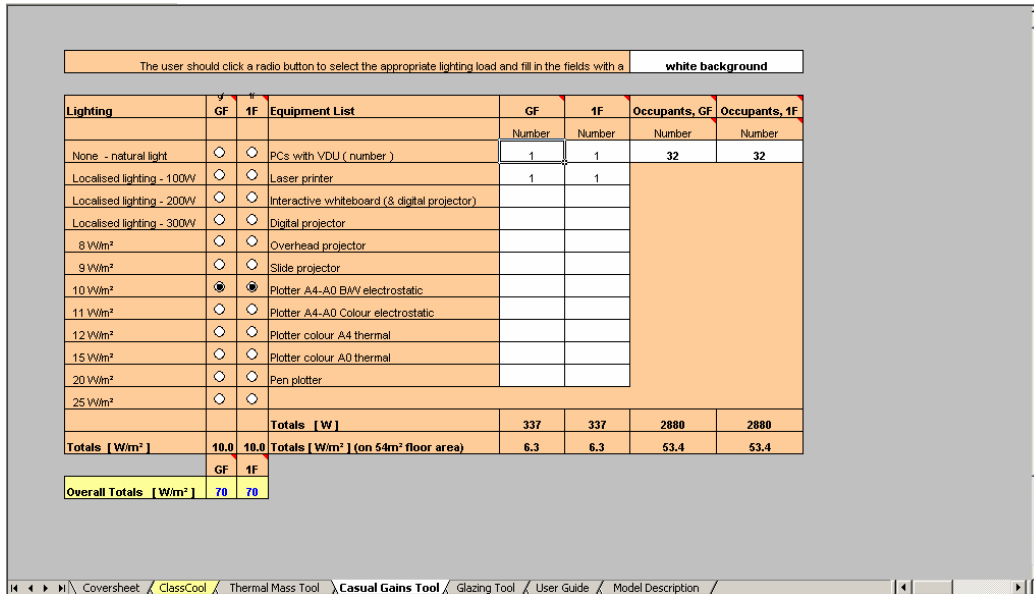 The user should click a radio button to select the appropriate lighting load and fill in the fields with a white background
Lighting GF 1F Equipment List GF 1F Occupants, GF Occupants, 1F
Number Number Number Number
None - natural light PCs with VDU ( number ) 1 1 32 32
Localised lighting - 100W Laser printer 1 1
Localised lighting - 200W Interactive whiteboard (& digital projector)
Localised lighting - 300W Digital projector
8 W/m² Overhead projector
9 W/m² Slide projector
10 W/m² Plotter A4-A0 B/W electrostatic
11 W/m² Plotter A4-A0 Colour electrostatic
12 W/m² Plotter colour A4 thermal
15 W/m² Plotter colour A0 thermal
20 W/m² Pen plotter
25 W/m²
Totals [ W ] 337 337 2880 2880
Totals [ W/m² ] 10.0 10.0 Totals [ W/m² ] (on 54m² floor area) 6.3 6.3 53.4 53.4
GF 1F
Overall Totals [ W/m² ] 70 70
Coversheet ClassCool Thermal Mass Tool Casual Gains Tool Glazing Tool User Guide Model Description